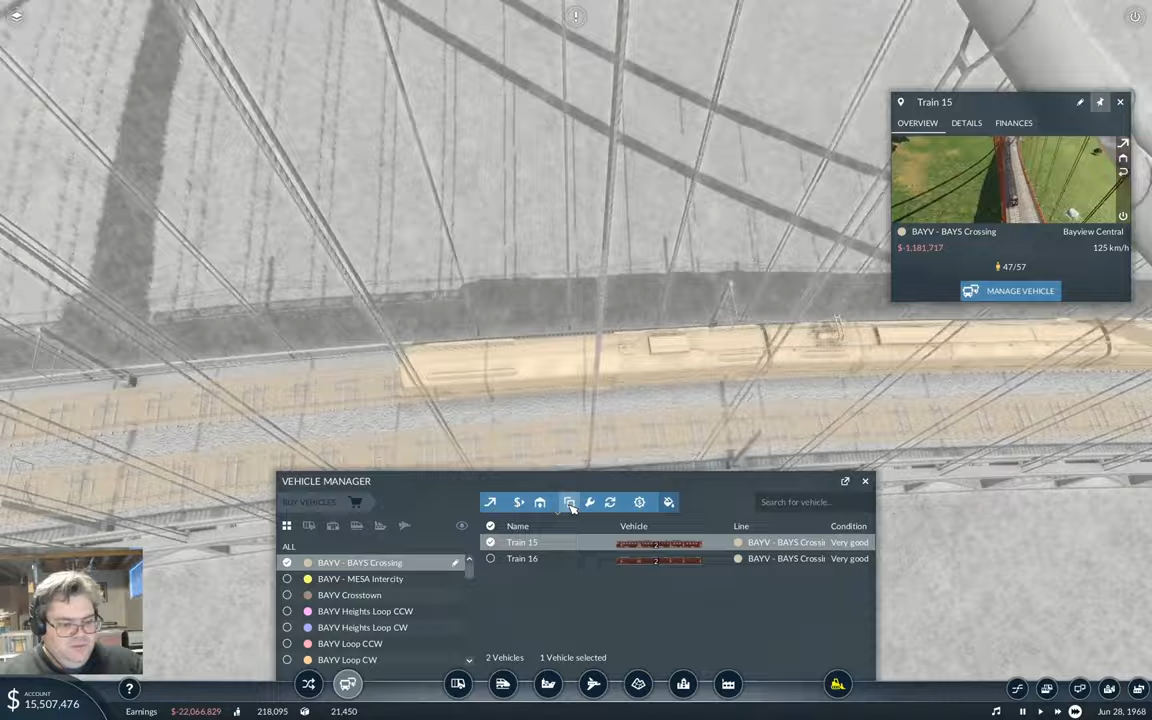 Train 15
OVERVIEW DETAILS FINANCES
BAYV - BAYS Crossing Bayview Central
$-1,181,717 125 km/h
47/57
MANAGE VEHICLE
VEHICLE MANAGER
BUY VEHICLES
Search for vehicle...
Name Vehicle Line Condition
ALL
Train 15 2 BAYV - BAYS Crossi Very good
Train 16 2 BAYV - BAYS Crossi Very good
BAYV - BAYS Crossing
BAYV - MESA Intercity
BAYV Crosstown
BAYV Heights Loop CCW
BAYV Heights Loop CW
BAYV Loop CCW
BAYV Loop CW
2 Vehicles 1 Vehicle selected
$ ACCOUNT
15,507,476
?
Earnings $-22,066.829 218,095 21,450
Jun 28, 1968